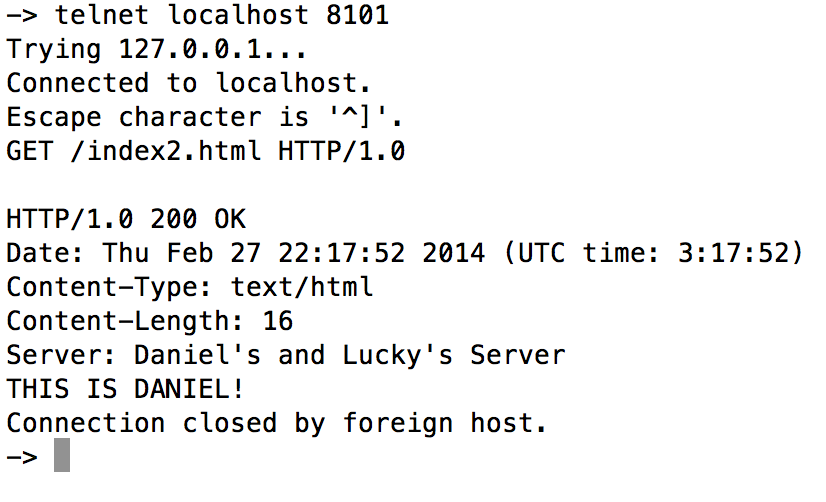 -> telnet localhost 8101
Trying 127.0.0.1...
Connected to localhost.
Escape character is '^]'.
GET /index2.html HTTP/1.0
HTTP/1.0 200 OK
Date: Thu Feb 27 22:17:52 2014 (UTC time: 3:17:52)
Content-Type: text/html
Content-Length: 16
Server: Daniel's and Lucky's Server
THIS IS DANIEL!
Connection closed by foreign host.
->